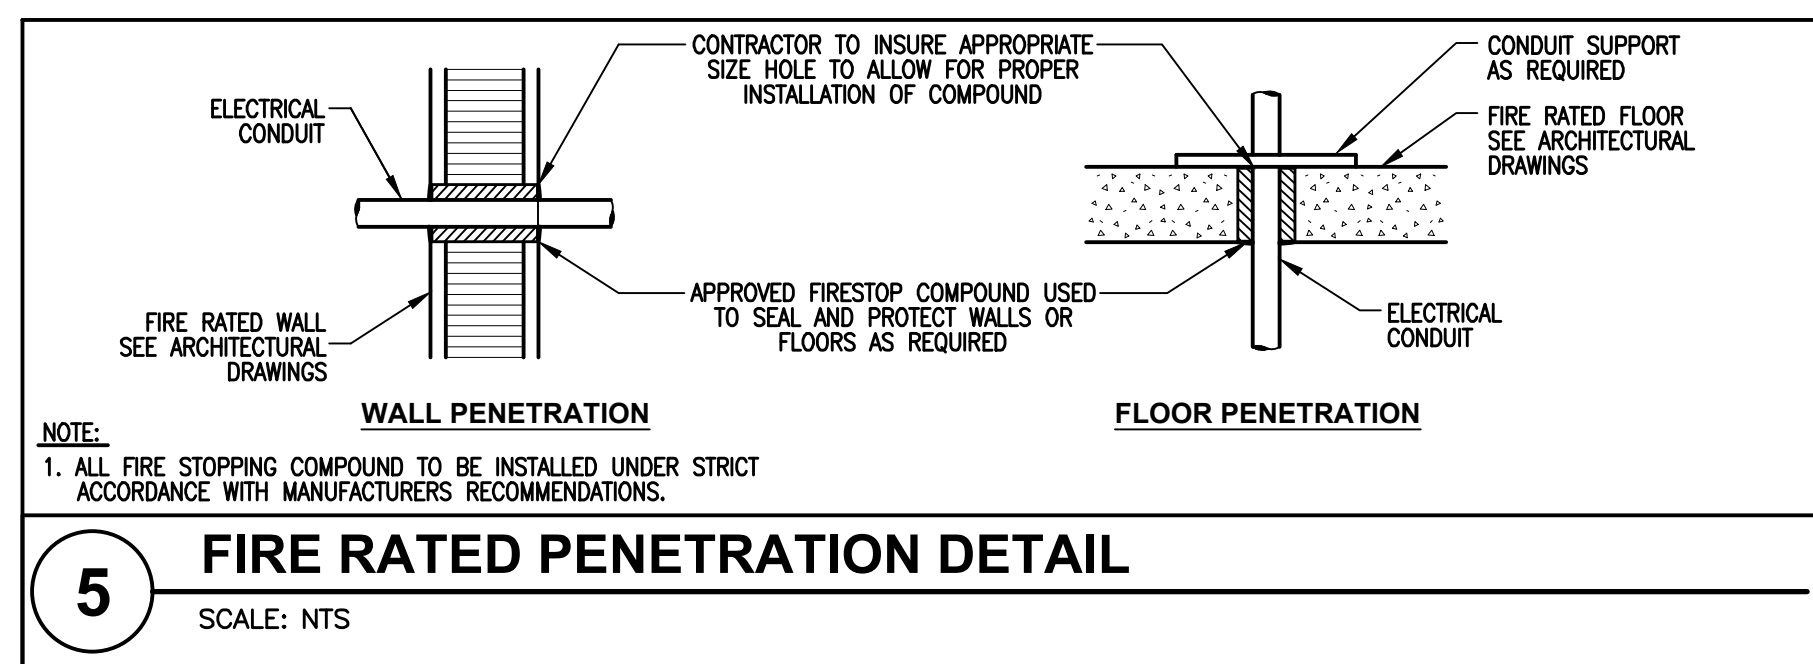 ELECTRICAL
CONDUIT
CONTRACTOR TO INSURE APPROPRIATE
SIZE HOLE TO ALLOW FOR PROPER
INSTALLATION OF COMPOUND
CONDUIT SUPPORT
AS REQUIRED
FIRE RATED FLOOR
SEE ARCHITECTURAL
DRAWINGS
FIRE RATED WALL
SEE ARCHITECTURAL
DRAWINGS
APPROVED FIRESTOP COMPOUND USED
TO SEAL AND PROTECT WALLS OR
FLOORS AS REQUIRED
ELECTRICAL
CONDUIT
WALL PENETRATION
FLOOR PENETRATION
NOTE:
1. ALL FIRE STOPPING COMPOUND TO BE INSTALLED UNDER STRICT
ACCORDANCE WITH MANUFACTURERS RECOMMENDATIONS.
5
FIRE RATED PENETRATION DETAIL
SCALE: NTS